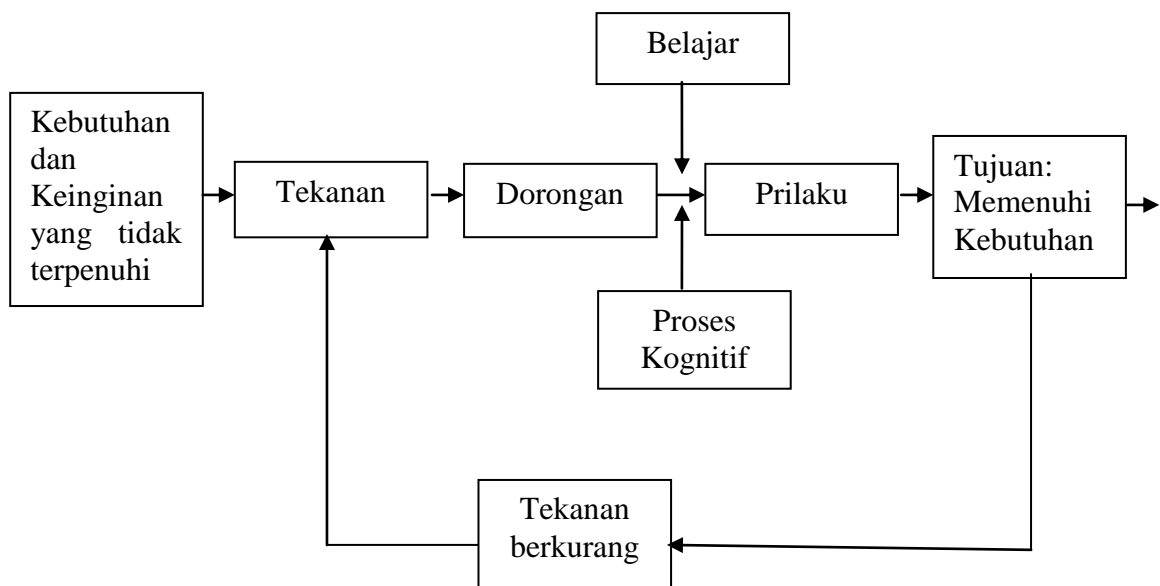 Belajar
Kebutuhan
dan
Keinginan
yang tidak
terpenuhi
Tekanan
Dorongan
Prilaku
Tujuan:
Memenuhi
Kebutuhan
Proses
Kognitif
Tekanan
berkurang